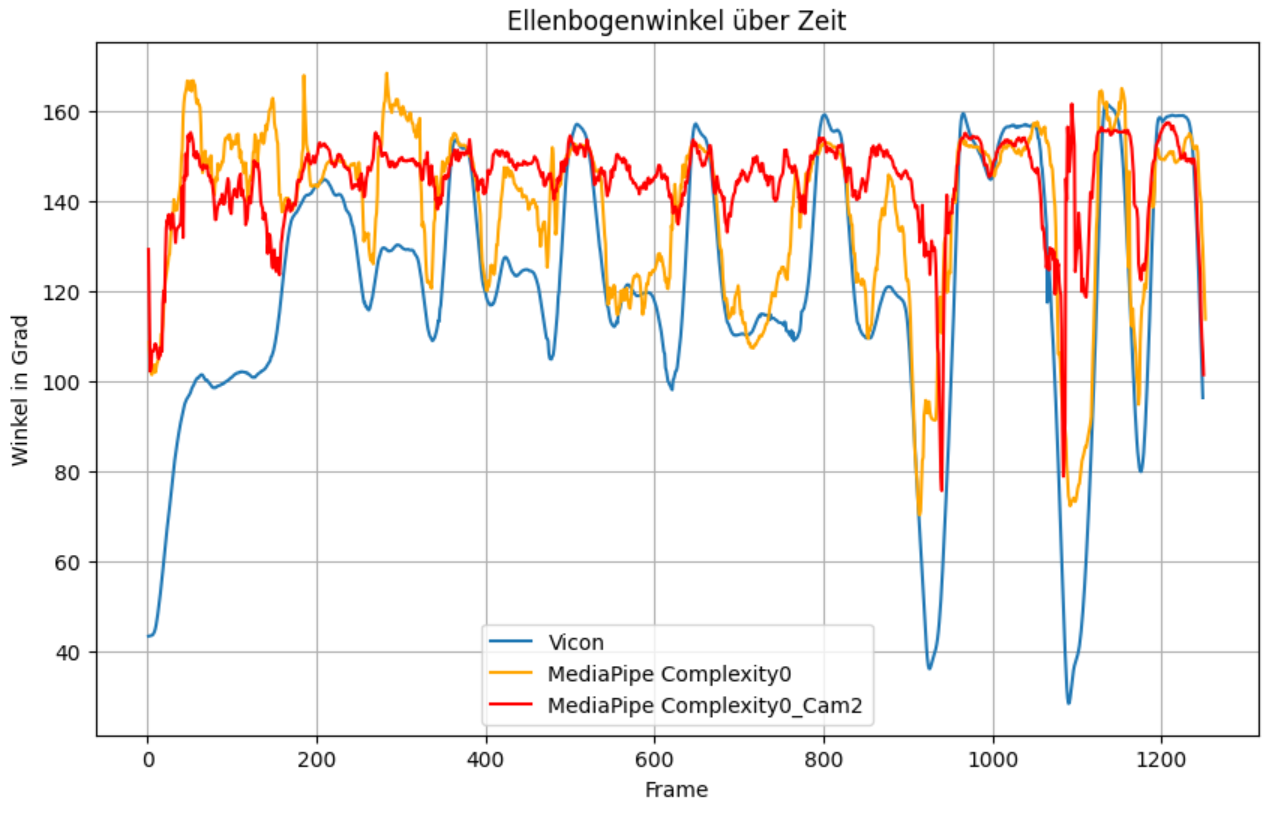 Ellenbogenwinkel über Zeit
Winkel in Grad
160
140
120
100
80
60
40
Vicon
MediaPipe Complexity0
MediaPipe Complexity0_Cam2
0 200 400 600 800 1000 1200
Frame